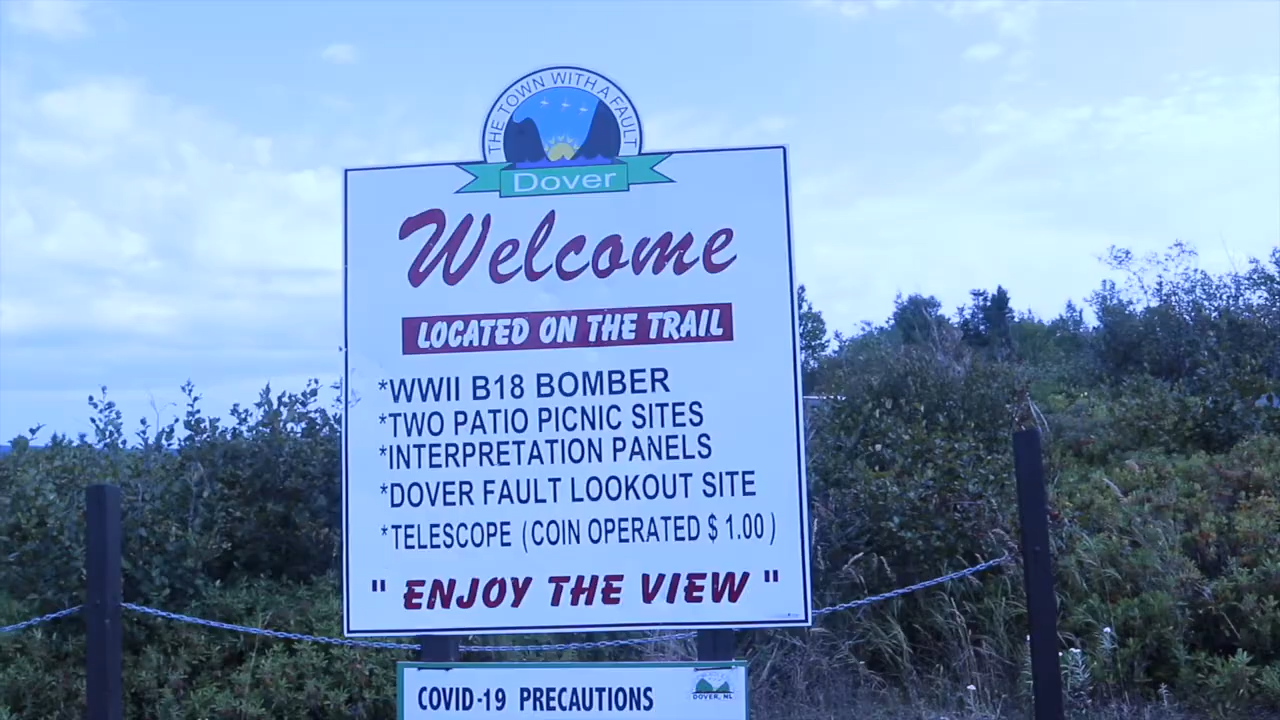 THE TOWN WITH A FAULT
Dover
Welcome
LOCATED ON THE TRAIL
*WWII B18 BOMBER
*TWO PATIO PICNIC SITES
*INTERPRETATION PANELS
*DOVER FAULT LOOKOUT SITE
*TELESCOPE (COIN OPERATED $ 1.00)
" ENJOY THE VIEW "
COVID-19 PRECAUTIONS
DOVER, NL